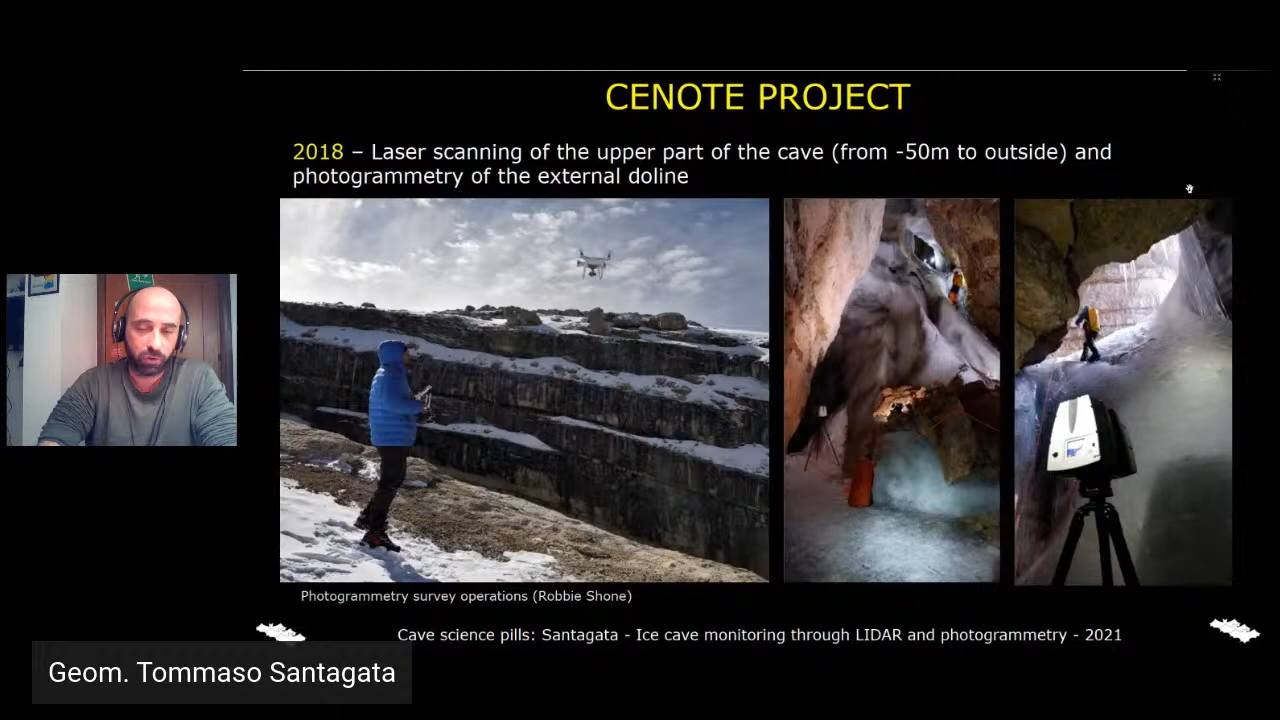 CENOTE PROJECT
2018 – Laser scanning of the upper part of the cave (from -50m to outside) and
photogrammetry of the external doline
Photogrammetry survey operations (Robbie Shone)
Cave science pills: Santagata - Ice cave monitoring through LIDAR and photogrammetry - 2021
Geom. Tommaso Santagata